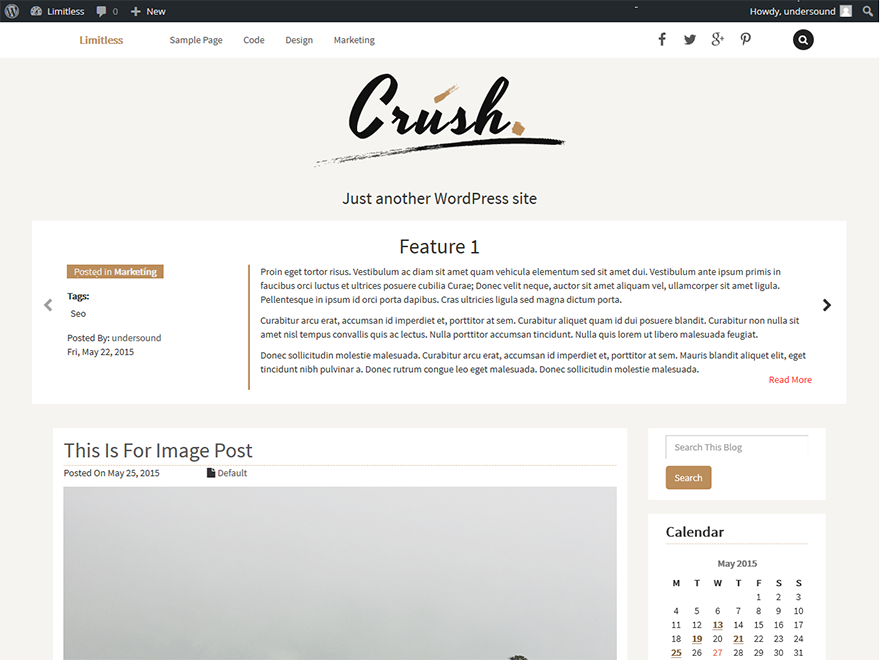 Limitless 0 New Howdy, undersound
Limitless Sample Page Code Design Marketing
Crush.
Just another WordPress site
Feature 1
Posted in Marketing
Tags:
Seo
Posted By: undersound
Fri, May 22, 2015
Proin eget tortor risus. Vestibulum ac diam sit amet quam vehicula elementum sed sit amet dui. Vestibulum ante ipsum primis in
faucibus orci luctus et ultrices posuere cubilia Curae; Donec velit neque, auctor sit amet aliquam vel, ullamcorper sit amet ligula.
Pellentesque in ipsum id orci porta dapibus. Cras ultricies ligula sed magna dictum porta.
Curabitur arcu erat, accumsan id imperdiet et, porttitor at sem. Curabitur aliquet quam id dui posuere blandit. Curabitur non nulla sit
amet nisl tempus convallis quis ac lectus. Nulla porttitor accumsan tincidunt. Nulla quis lorem ut libero malesuada feugiat.
Donec sollicitudin molestie malesuada. Curabitur arcu erat, accumsan id imperdiet et, porttitor at sem. Mauris blandit aliquet elit, eget
tincidunt nibh pulvinar a. Donec rutrum congue leo eget malesuada. Donec sollicitudin molestie malesuada.
Read More
This Is For Image Post
Posted On May 25, 2015 Default
Search This Blog
Search
Calendar
May 2015
M T W T F S S
1 2 3
4 5 6 7 8 9 10
11 12 13 14 15 16 17
18 19 20 21 22 23 24
25 26 27 28 29 30 31